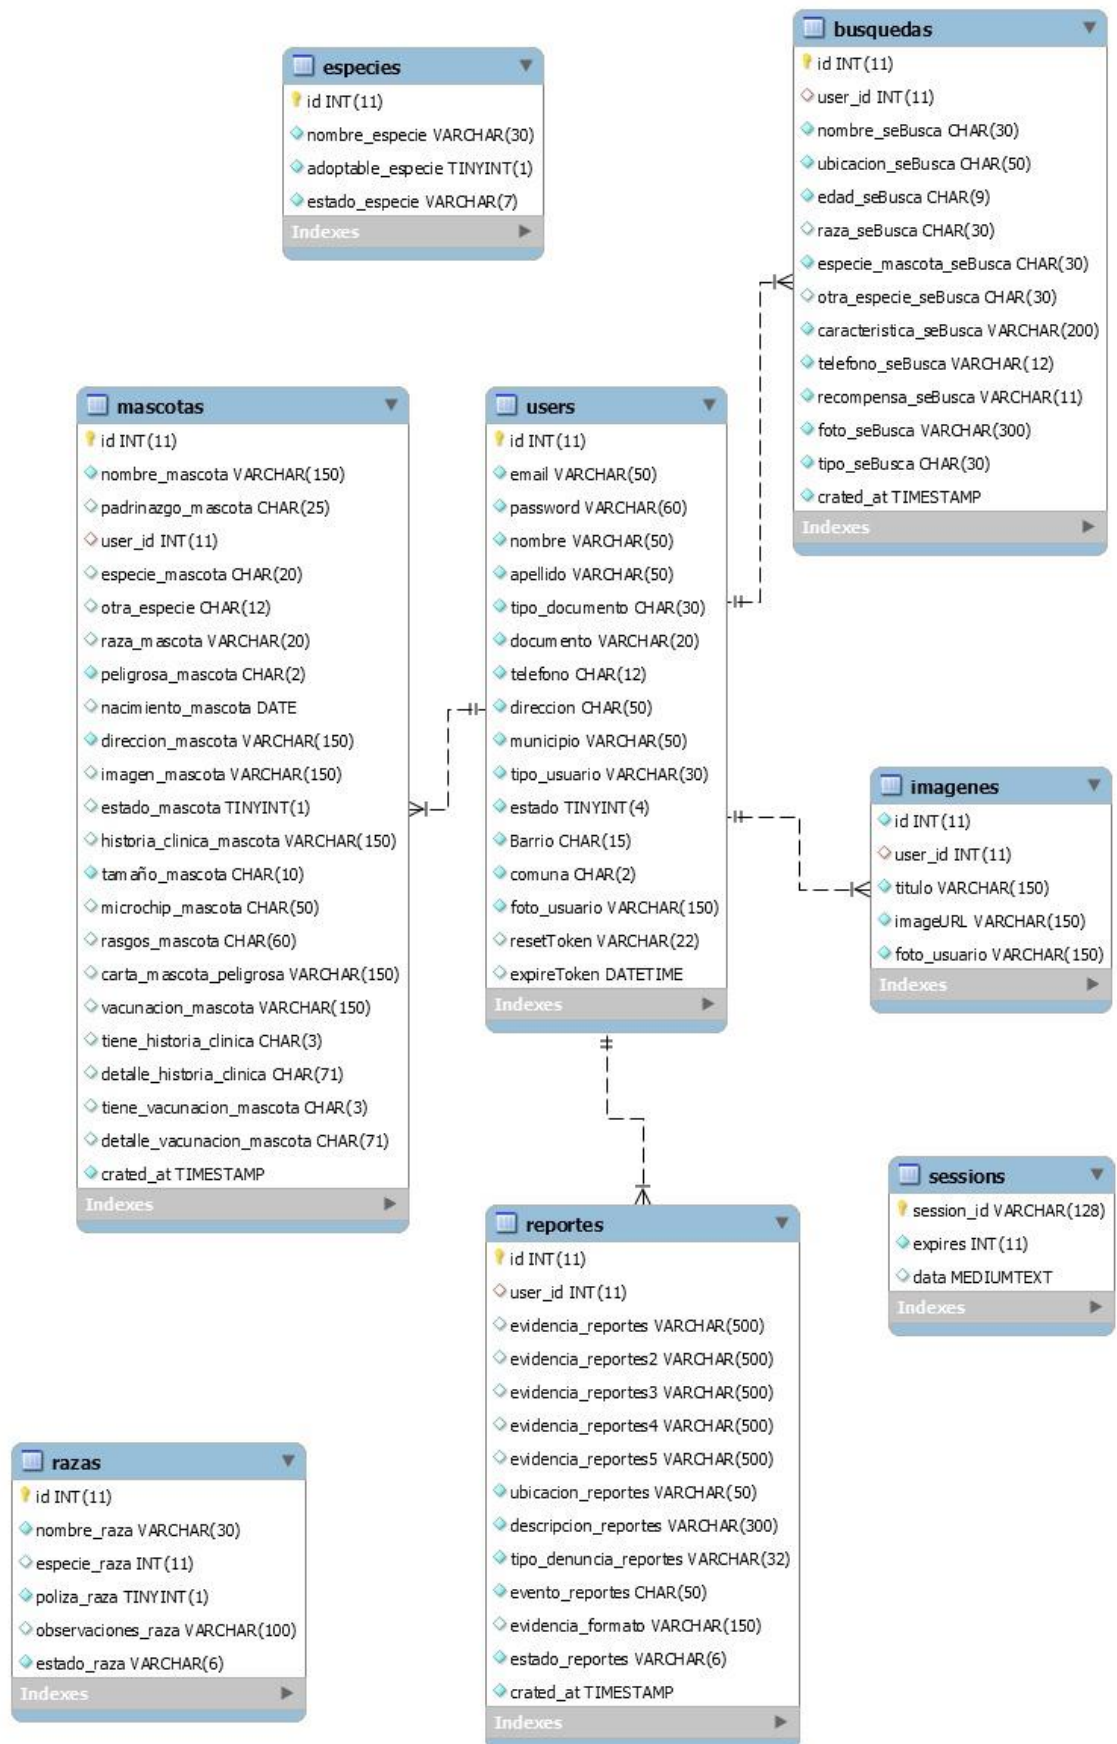 especies
id INT(11)
nombre_especie VARCHAR(30)
adoptable_especie TINYINT(1)
estado_especie VARCHAR(7)
Indexes
busquedas
id INT(11)
user_id INT(11)
nombre_seBusca CHAR(30)
ubicacion_seBusca CHAR(50)
edad_seBusca CHAR(9)
raza_seBusca CHAR(30)
especie_mascota_seBusca CHAR(30)
otra_especie_seBusca CHAR(30)
caracteristica_seBusca VARCHAR(200)
telefono_seBusca VARCHAR(12)
recompensa_seBusca VARCHAR(11)
foto_seBusca VARCHAR(300)
tipo_seBusca CHAR(30)
crated_at TIMESTAMP
Indexes
mascotas
id INT(11)
nombre_mascota VARCHAR(150)
padrinazgo_mascota CHAR(25)
user_id INT(11)
especie_mascota CHAR(20)
otra_especie CHAR(12)
raza_mascota VARCHAR(20)
peligrosa_mascota CHAR(2)
nacimiento_mascota DATE
direccion_mascota VARCHAR(150)
imagen_mascota VARCHAR(150)
estado_mascota TINYINT(1)
historia_clinica_mascota VARCHAR(150)
tamaño_mascota CHAR(10)
microchip_mascota CHAR(50)
rasgos_mascota CHAR(60)
carta_mascota_peligrosa VARCHAR(150)
vacunacion_mascota VARCHAR(150)
tiene_historia_clinica CHAR(3)
detalle_historia_clinica CHAR(71)
tiene_vacunacion_mascota CHAR(3)
detalle_vacunacion_mascota CHAR(71)
crated_at TIMESTAMP
Indexes
users
id INT(11)
email VARCHAR(50)
password VARCHAR(60)
nombre VARCHAR(50)
apellido VARCHAR(50)
tipo_documento CHAR(30)
documento VARCHAR(20)
telefono CHAR(12)
direccion CHAR(50)
municipio VARCHAR(50)
tipo_usuario VARCHAR(30)
estado TINYINT(4)
Barrio CHAR(15)
comuna CHAR(2)
foto_usuario VARCHAR(150)
resetToken VARCHAR(22)
expireToken DATETIME
Indexes
imagenes
id INT(11)
user_id INT(11)
titulo VARCHAR(150)
imageURL VARCHAR(150)
foto_usuario VARCHAR(150)
Indexes
sessions
session_id VARCHAR(128)
expires INT(11)
data MEDIUMTEXT
Indexes
reportes
id INT(11)
user_id INT(11)
evidencia_reportes VARCHAR(500)
evidencia_reportes2 VARCHAR(500)
evidencia_reportes3 VARCHAR(500)
evidencia_reportes4 VARCHAR(500)
evidencia_reportes5 VARCHAR(500)
ubicacion_reportes VARCHAR(50)
descripcion_reportes VARCHAR(300)
tipo_denuncia_reportes VARCHAR(32)
evento_reportes CHAR(50)
evidencia_formato VARCHAR(150)
estado_reportes VARCHAR(6)
crated_at TIMESTAMP
Indexes
razas
id INT(11)
nombre_raza VARCHAR(30)
especie_raza INT(11)
poliza_raza TINYINT(1)
observaciones_raza VARCHAR(100)
estado_raza VARCHAR(6)
Indexes